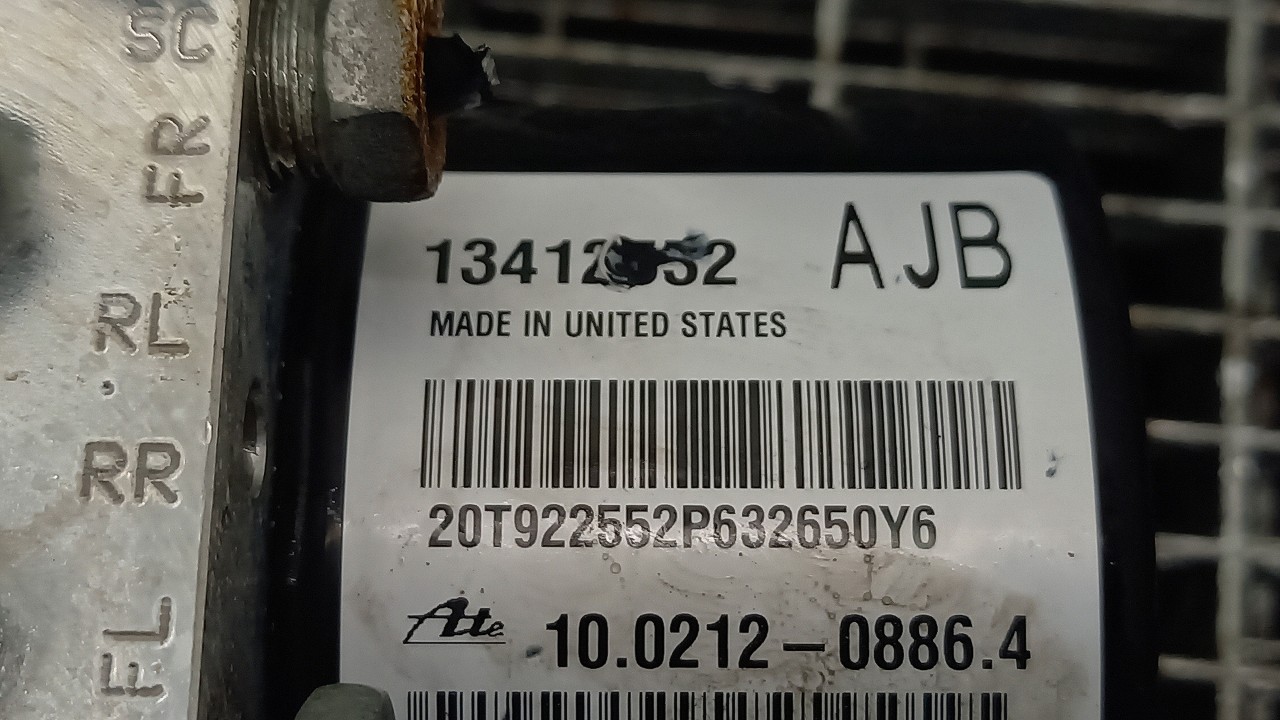 SC
FR
RL
RR
FL
AJB
MADE IN UNITED STATES
20T922552P632650Y6
Ate
10.0212-0886.4